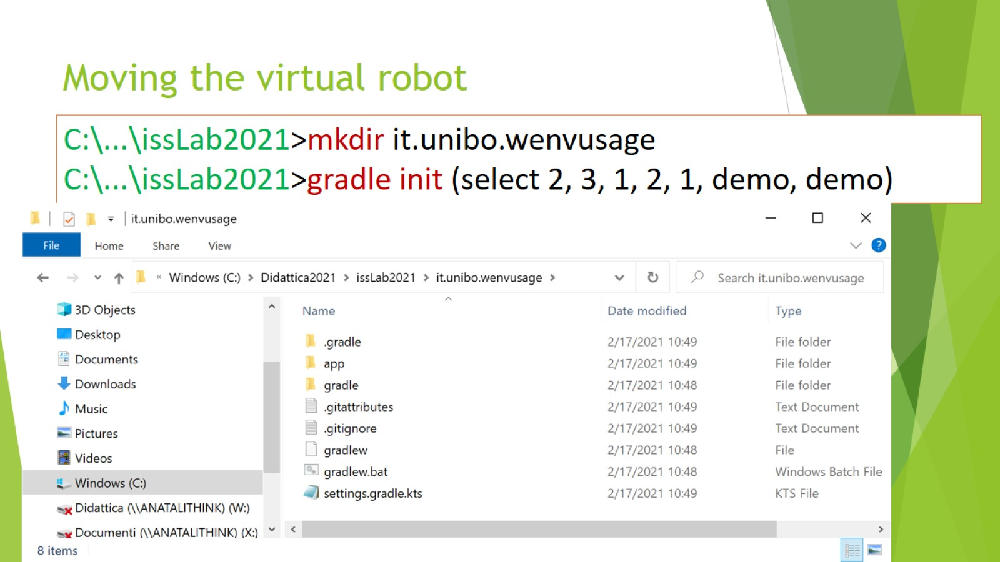 Moving the virtual robot
C:\...\issLab2021>mkdir it.unibo.wenvusage
C:\...\issLab2021>gradle init (select 2, 3, 1, 2, 1, demo, demo)
it.unibo.wenvusage
File Home Share View ?
« Windows (C:) > Didattica2021 > issLab2021 > it.unibo.wenvusage > Search it.unibo.wenvusage
3D Objects
Desktop
Documents
Downloads
Music
Pictures
Videos
Windows (C:)
Didattica (\\ANATALITHINK) (W:)
Documenti (\\ANATALITHINK) (X:)
Name Date modified Type
.gradle 2/17/2021 10:49 File folder
app 2/17/2021 10:49 File folder
gradle 2/17/2021 10:48 File folder
.gitattributes 2/17/2021 10:49 Text Document
.gitignore 2/17/2021 10:49 Text Document
gradlew 2/17/2021 10:48 File
gradlew.bat 2/17/2021 10:48 Windows Batch File
settings.gradle.kts 2/17/2021 10:49 KTS File
8 items